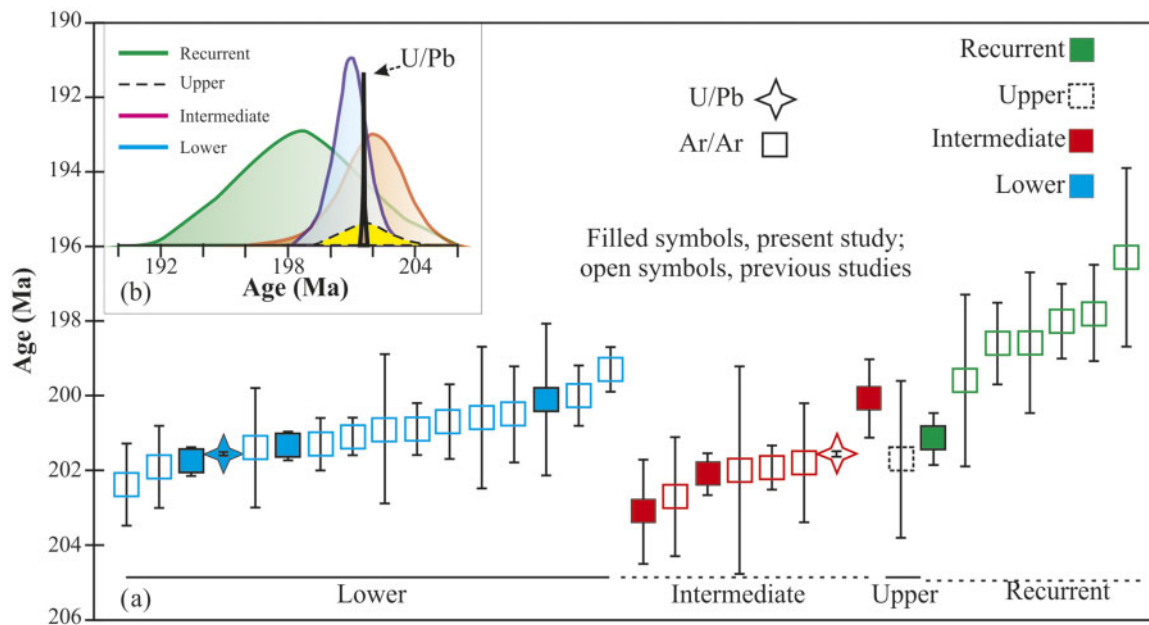 190
192
194
196
198
200
202
204
206
Age (Ma)
Recurrent
Upper
Intermediate
Lower
U/Pb
192
198
204
Age (Ma)
(b)
U/Pb
Ar/Ar
Recurrent
Upper
Intermediate
Lower
Filled symbols, present study;
open symbols, previous studies
(a)
Lower
Intermediate
Upper
Recurrent